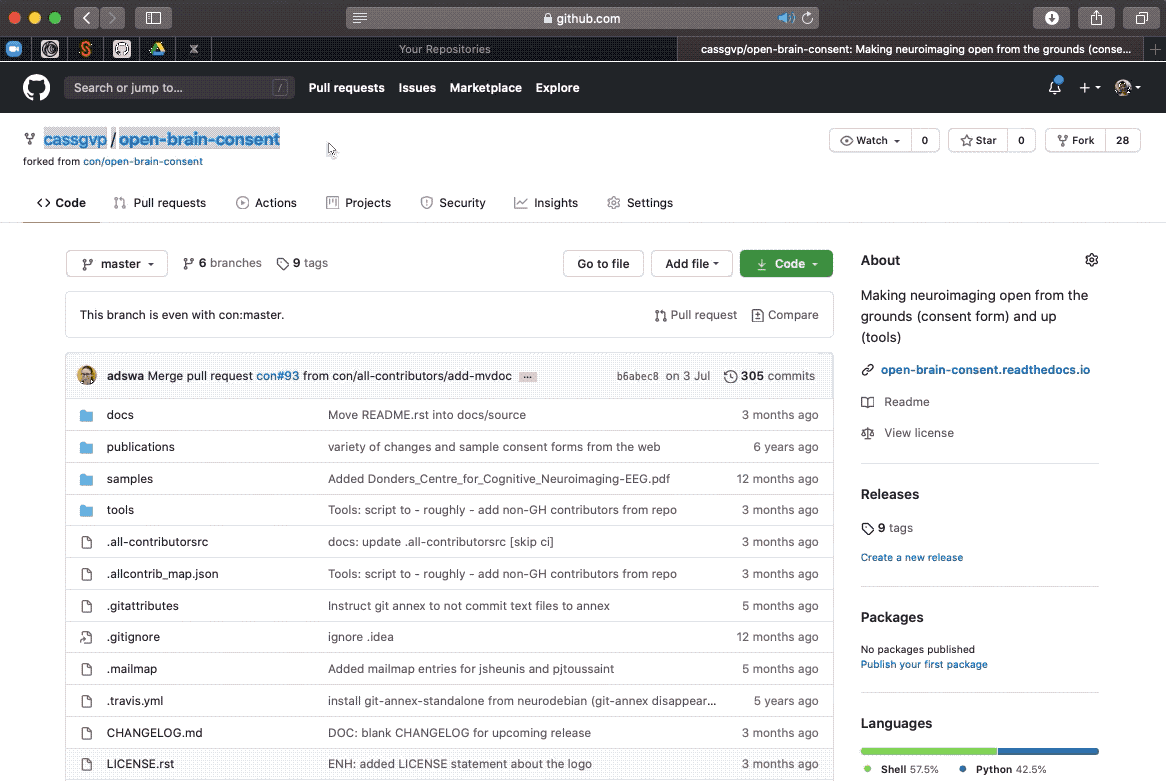 github.com
Your Repositories
cassgvp/open-brain-consent: Making neuroimaging open from the grounds (conse...
Search or jump to... /
Pull requests Issues Marketplace Explore
cassgvp / open-brain-consent
forked from con/open-brain-consent
Watch 0 Star 0 Fork 28
Code Pull requests Actions Projects Security Insights Settings
master 6 branches 9 tags Go to file Add file Code
This branch is even with con:master. Pull request Compare
adswa Merge pull request con#93 from con/all-contributors/add-mvdoc ... b6abec8 on 3 Jul 305 commits
docs Move README.rst into docs/source 3 months ago
publications variety of changes and sample consent forms from the web 6 years ago
samples Added Donders_Centre_for_Cognitive_Neuroimaging-EEG.pdf 12 months ago
tools Tools: script to - roughly - add non-GH contributors from repo 3 months ago
.all-contributorsrc docs: update .all-contributorsrc [skip ci] 3 months ago
.allcontrib_map.json Tools: script to - roughly - add non-GH contributors from repo 3 months ago
.gitattributes Instruct git annex to not commit text files to annex 5 months ago
.gitignore ignore .idea 12 months ago
.mailmap Added mailmap entries for jsheunis and pjtoussaint 5 months ago
.travis.yml install git-annex-standalone from neurodebian (git-annex disappear... 5 years ago
CHANGELOG.md DOC: blank CHANGELOG for upcoming release 3 months ago
LICENSE.rst ENH: added LICENSE statement about the logo 3 months ago
About
Making neuroimaging open from the
grounds (consent form) and up
(tools)
open-brain-consent.readthedocs.io
Readme
View license
Releases
9 tags
Create a new release
Packages
No packages published
Publish your first package
Languages
Shell 57.5% Python 42.5%